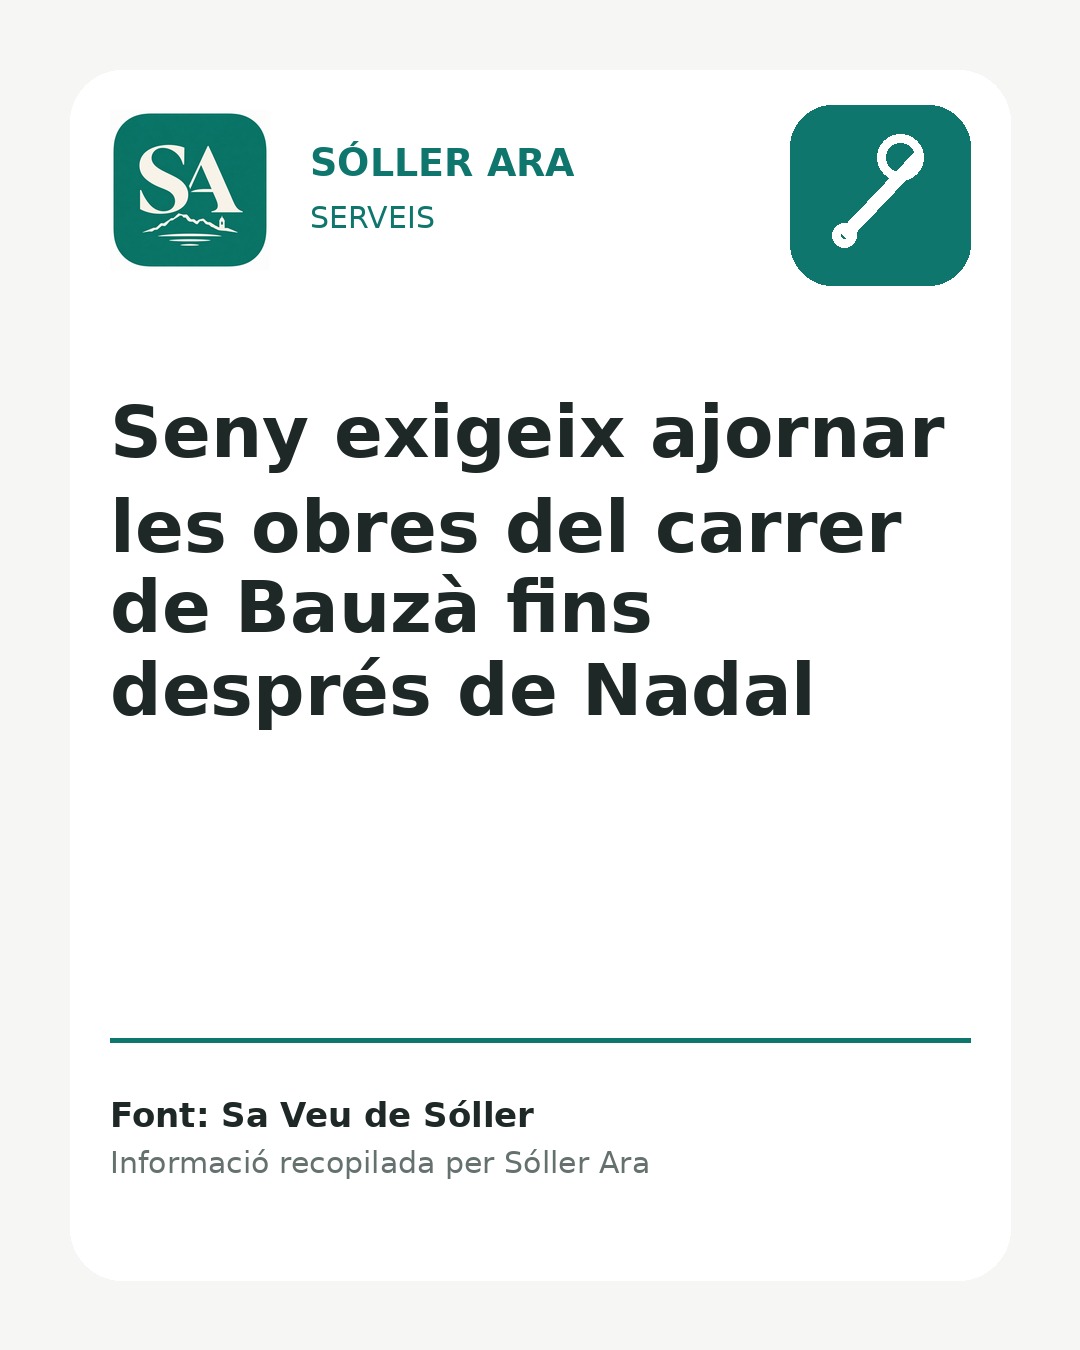 SA
SÓLLER ARA
SERVEIS
Seny exigeix ajornar
les obres del carrer
de Bauzà fins
després de Nadal
Font: Sa Veu de Sóller
Informació recopilada per Sóller Ara